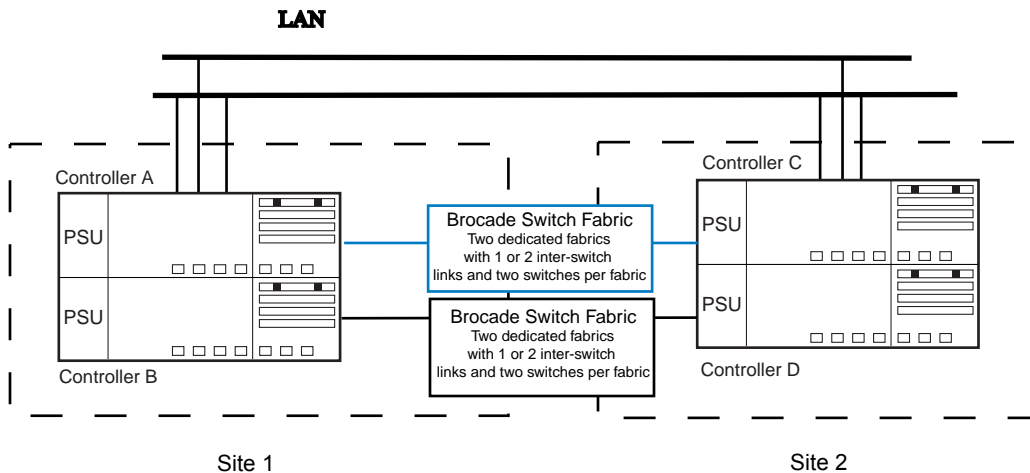 LAN
Controller A
Controller C
PSU
PSU
Brocade Switch Fabric
Two dedicated fabrics
with 1 or 2 inter-switch
links and two switches per fabric
PSU
PSU
Brocade Switch Fabric
Two dedicated fabrics
with 1 or 2 inter-switch
links and two switches per fabric
Controller B
Controller D
Site 1
Site 2